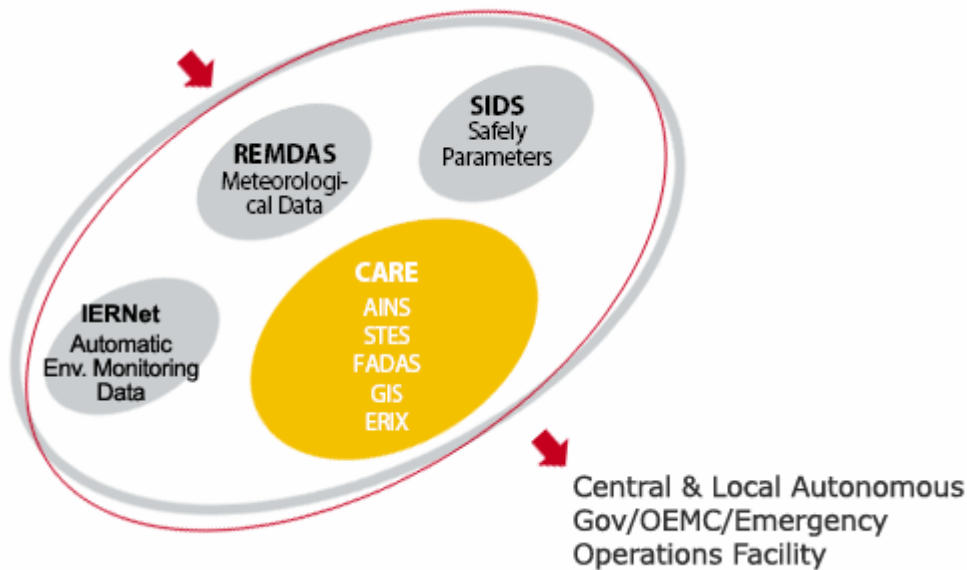 SIDS
Safely
Parameters
REMDAS
Meteorologi-
cal Data
CARE
AINS
STES
FADAS
GIS
ERIX
IERNet
Automatic
Env. Monitoring
Data
Central & Local Autonomous
Gov/OEMC/Emergency
Operations Facility